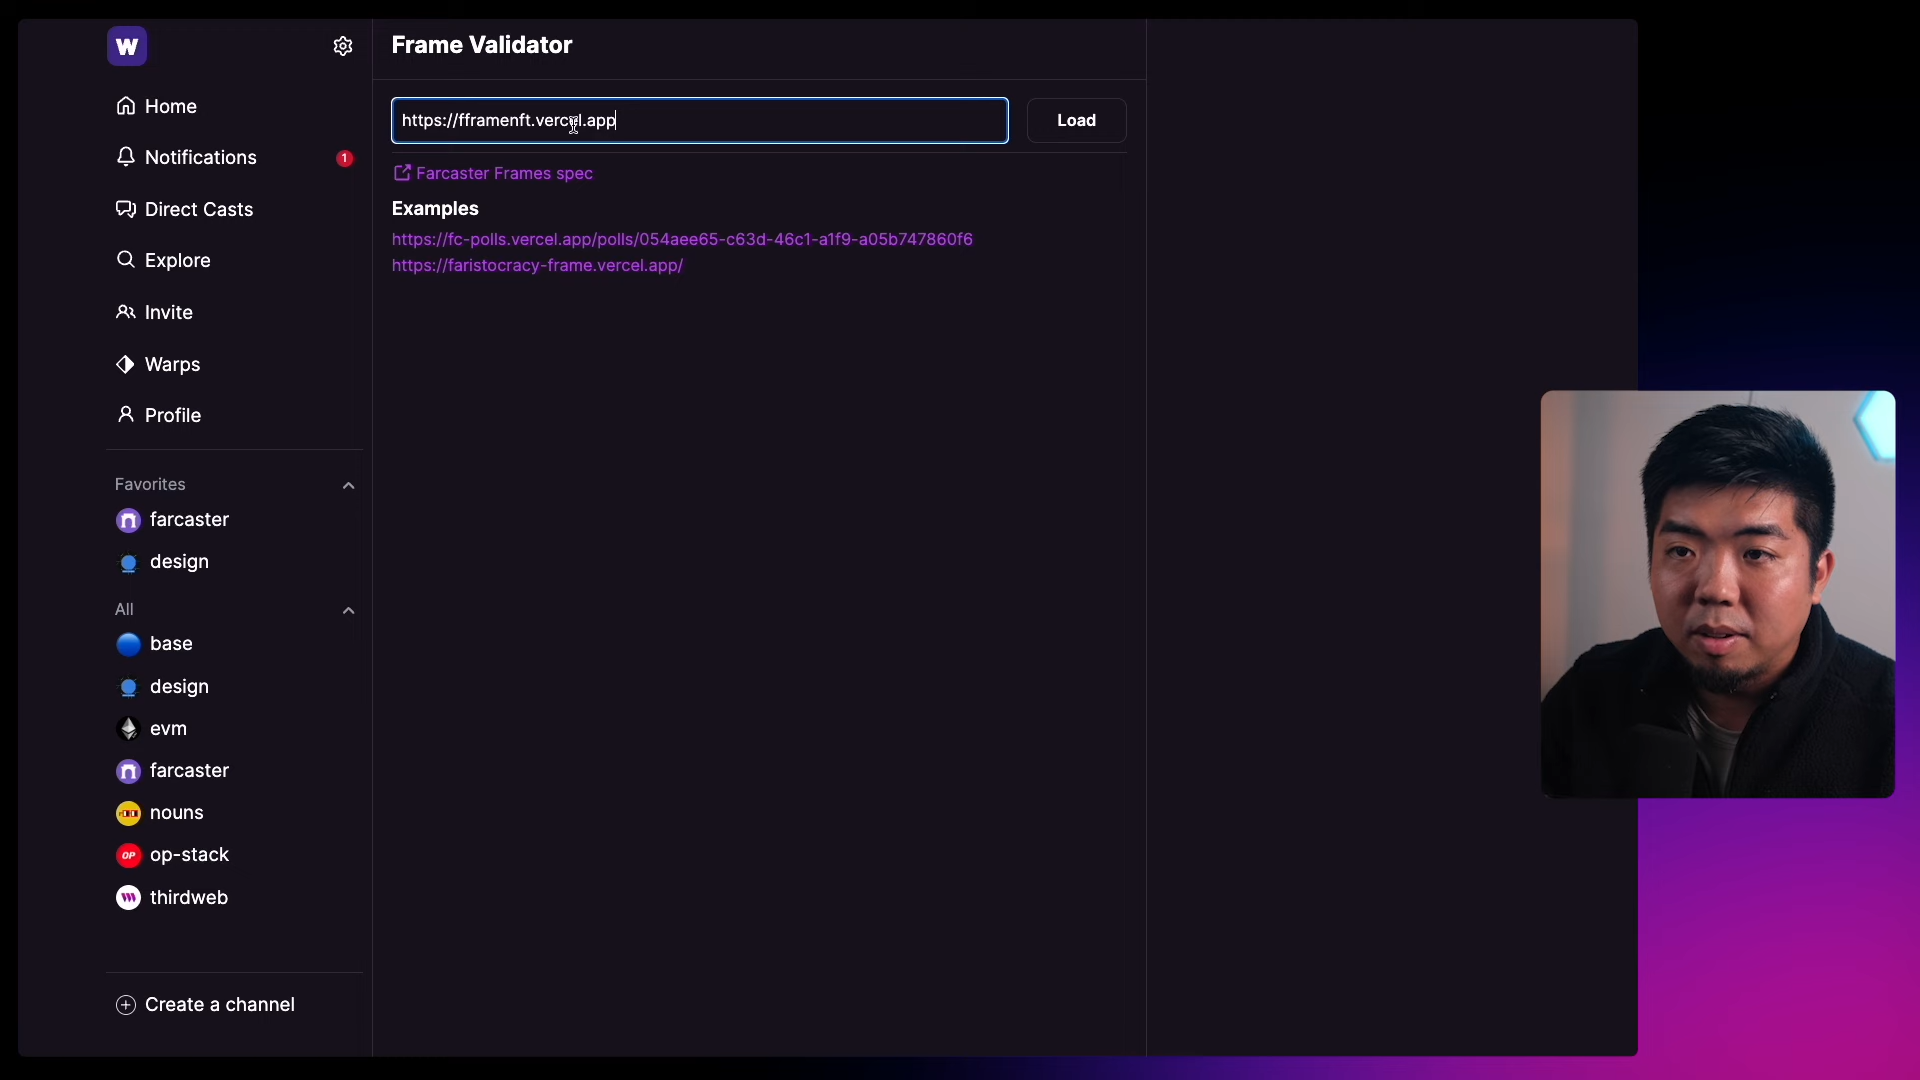 W
Home
Notifications
1
Direct Casts
Explore
Invite
Warps
Profile
Favorites
farcaster
design
All
base
design
evm
farcaster
nouns
OP
op-stack
thirdweb
Create a channel
Frame Validator
https://fframenft.vercel.app
Load
Farcaster Frames spec
Examples
https://fc-polls.vercel.app/polls/054aee65-c63d-46c1-a1f9-a05b747860f6
https://faristocracy-frame.vercel.app/